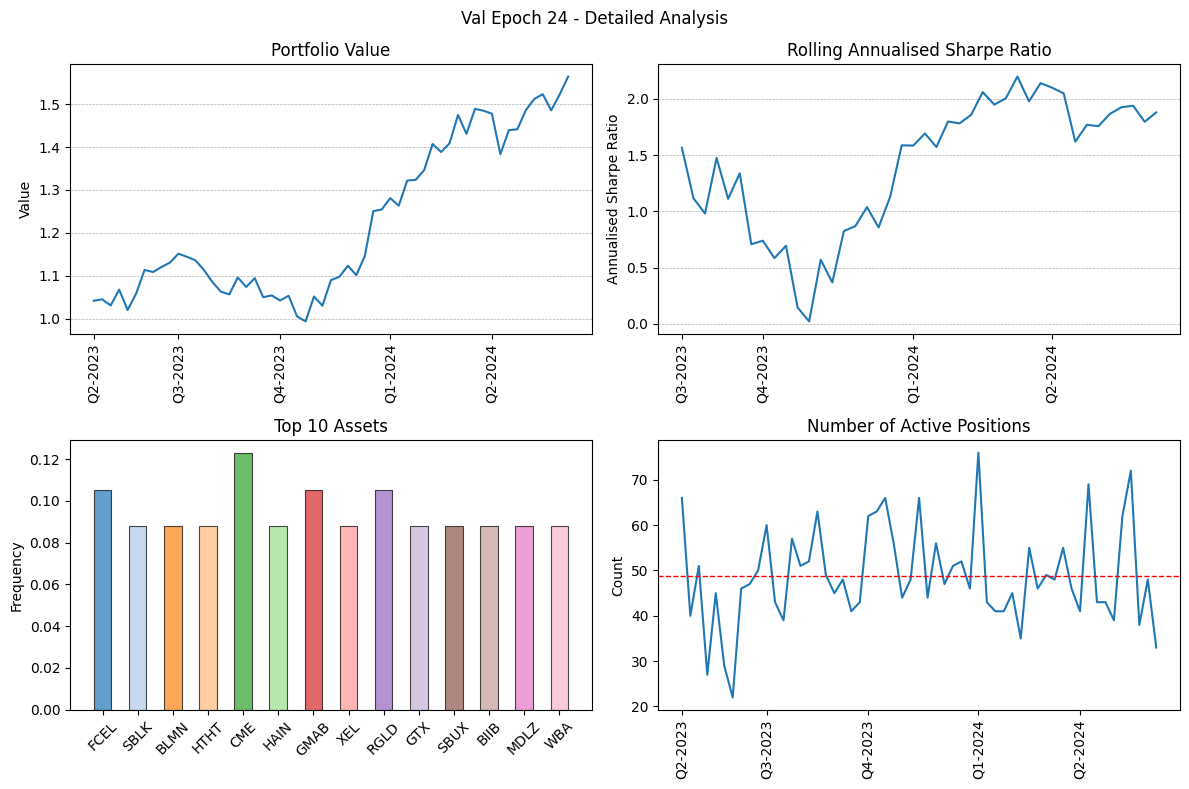 Val Epoch 24 - Detailed Analysis
Portfolio Value
Value
1.5
1.4
1.3
1.2
1.1
1.0
Q2-2023
Q3-2023
Q4-2023
Q1-2024
Q2-2024
Rolling Annualised Sharpe Ratio
Annualised Sharpe Ratio
2.0
1.5
1.0
0.5
0.0
Q3-2023
Q4-2023
Q1-2024
Q2-2024
Top 10 Assets
Frequency
0.12
0.10
0.08
0.06
0.04
0.02
0.00
FCEL
SBLK
BLMN
HTHT
CME
HAIN
GMAB
XEL
RGLD
GTX
SBUX
BIIB
MDLZ
WBA
Number of Active Positions
Count
70
60
50
40
30
20
Q2-2023
Q3-2023
Q4-2023
Q1-2024
Q2-2024